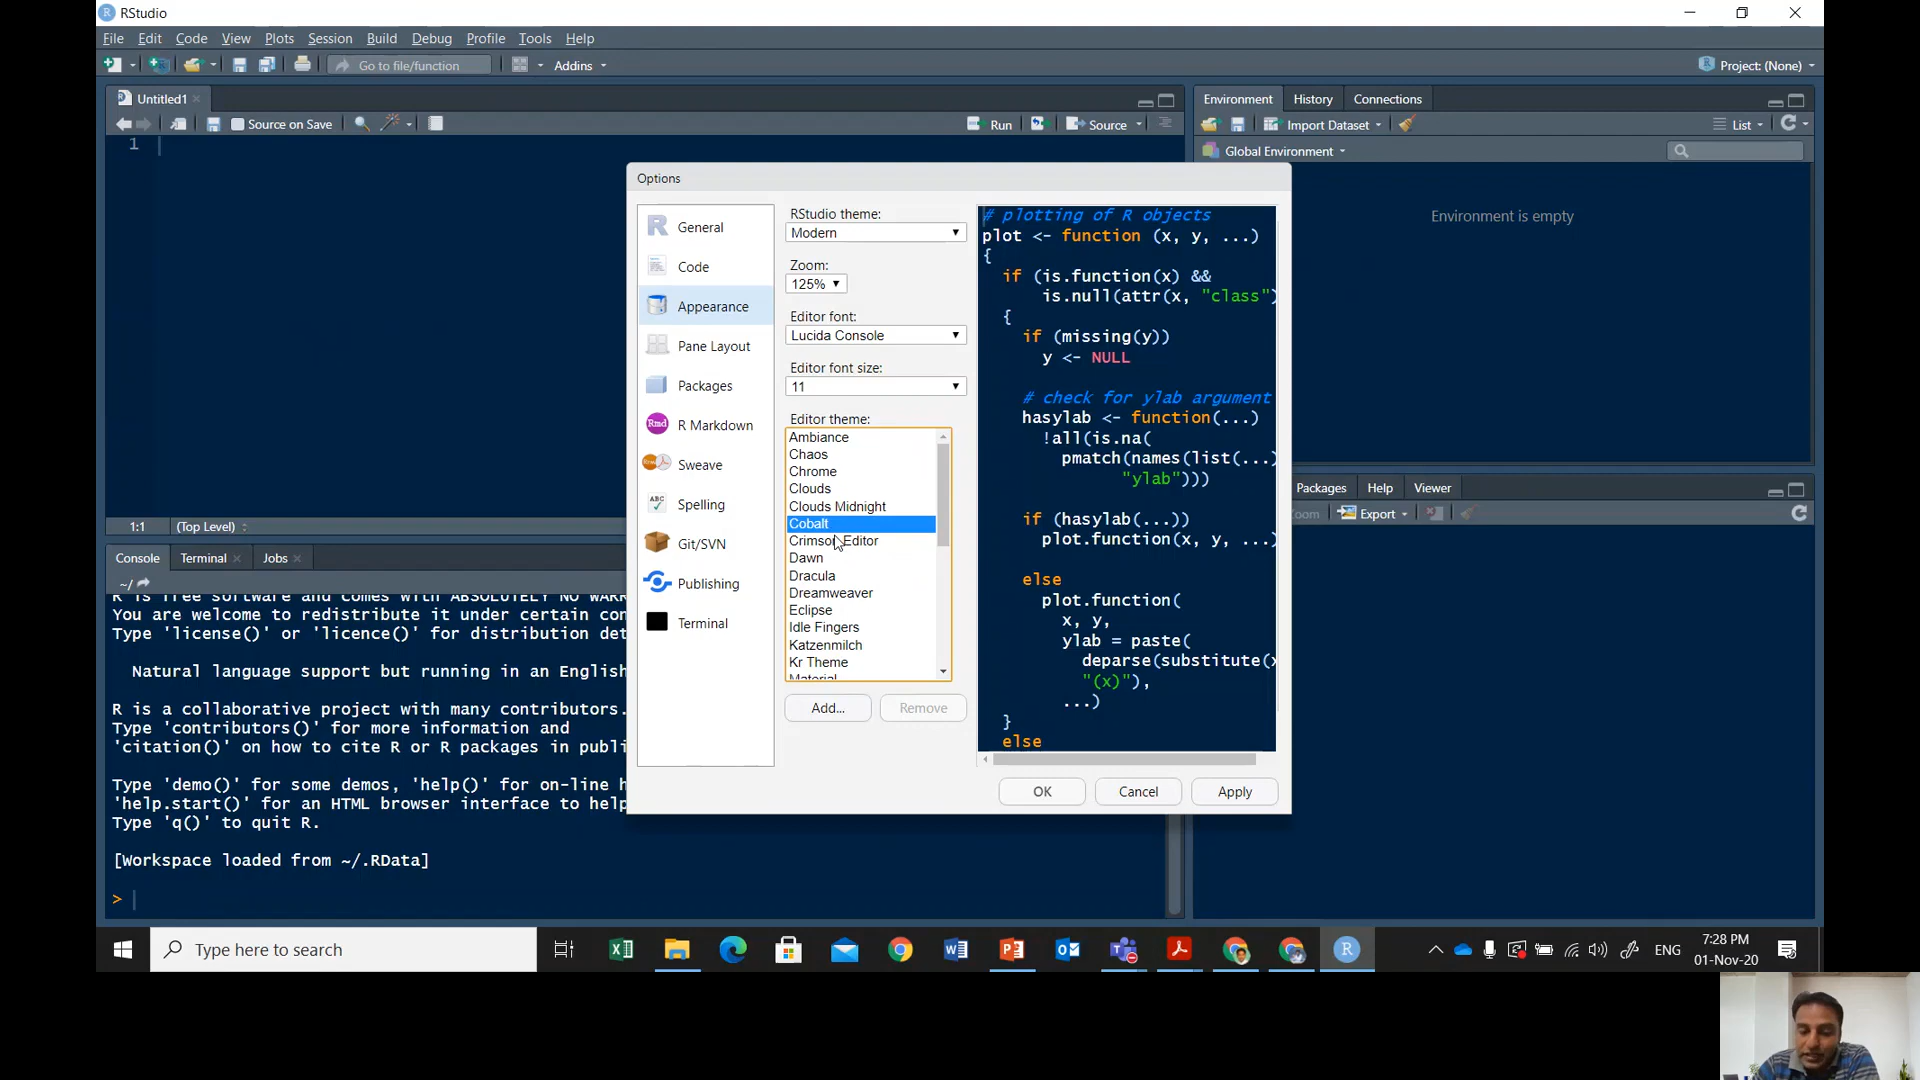 RStudio
File Edit Code View Plots Session Build Debug Profile Tools Help
Go to file/function Addins Project: (None)
Untitled1
Source on Save Run Source
1
1:1 (Top Level)
Console Terminal Jobs
~/
R is free software and comes with ABSOLUTELY NO WARR
You are welcome to redistribute it under certain con
Type 'license()' or 'licence()' for distribution det
Natural language support but running in an English
R is a collaborative project with many contributors.
Type 'contributors()' for more information and
'citation()' on how to cite R or R packages in publi
Type 'demo()' for some demos, 'help()' for on-line h
'help.start()' for an HTML browser interface to help
Type 'q()' to quit R.
[Workspace loaded from ~/.RData]
>
Options
General
Code
Appearance
Pane Layout
Packages
R Markdown
Sweave
Spelling
Git/SVN
Publishing
Terminal
RStudio theme:
Modern
Zoom:
125%
Editor font:
Lucida Console
Editor font size:
11
Editor theme:
Ambiance
Chaos
Chrome
Clouds
Clouds Midnight
Cobalt
Crimson Editor
Dawn
Dracula
Dreamweaver
Eclipse
Idle Fingers
Katzenmilch
Kr Theme
Material
Add... Remove
# plotting of R objects
plot <- function (x, y, ...)
{
if (is.function(x) &&
is.null(attr(x, "class")
{
if (missing(y))
y <- NULL
# check for ylab argument
hasylab <- function(...)
!all(is.na(
pmatch(names(list(...)
"ylab")))
if (hasylab(...))
plot.function(x, y, ...)
else
plot.function(
x, y,
ylab = paste(
deparse(substitute(x
"(x)"),
...)
}
else
OK Cancel Apply
Environment History Connections
Import Dataset List
Global Environment
Environment is empty
Packages Help Viewer
Zoom Export
Type here to search
ENG
7:28 PM
01-Nov-20